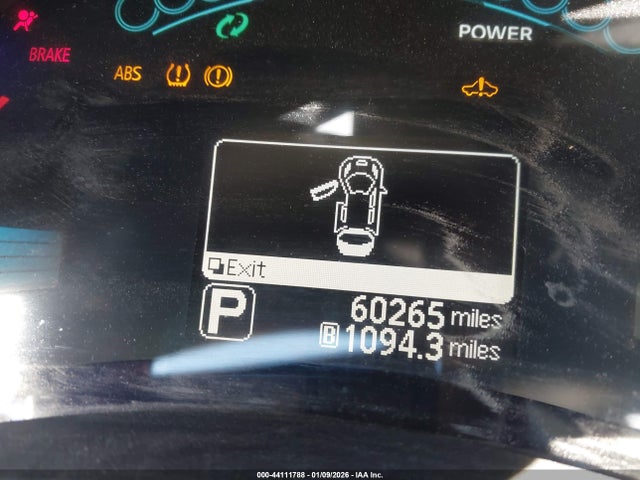 POWER
BRAKE
ABS
Exit
P
60265 miles
B 1094.3 miles
000-44111788 - 01/09/2026 - IAA Inc.